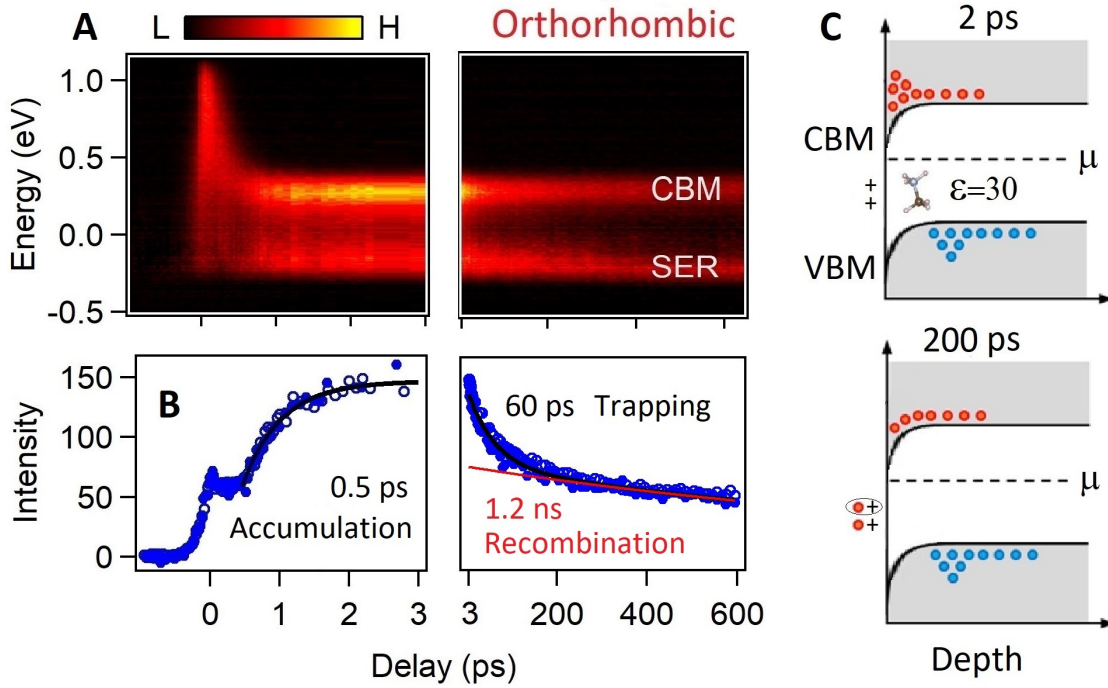 A
L H
Orthorhombic
Energy (eV)
1.0
0.5
0.0
-0.5
CBM
SER
B
Intensity
150
100
50
0
0.5 ps
Accumulation
60 ps Trapping
1.2 ns
Recombination
0 1 2 3
3 200 400 600
Delay (ps)
C
2 ps
CBM
μ
+
+
ε=30
VBM
200 ps
μ
+
+
Depth